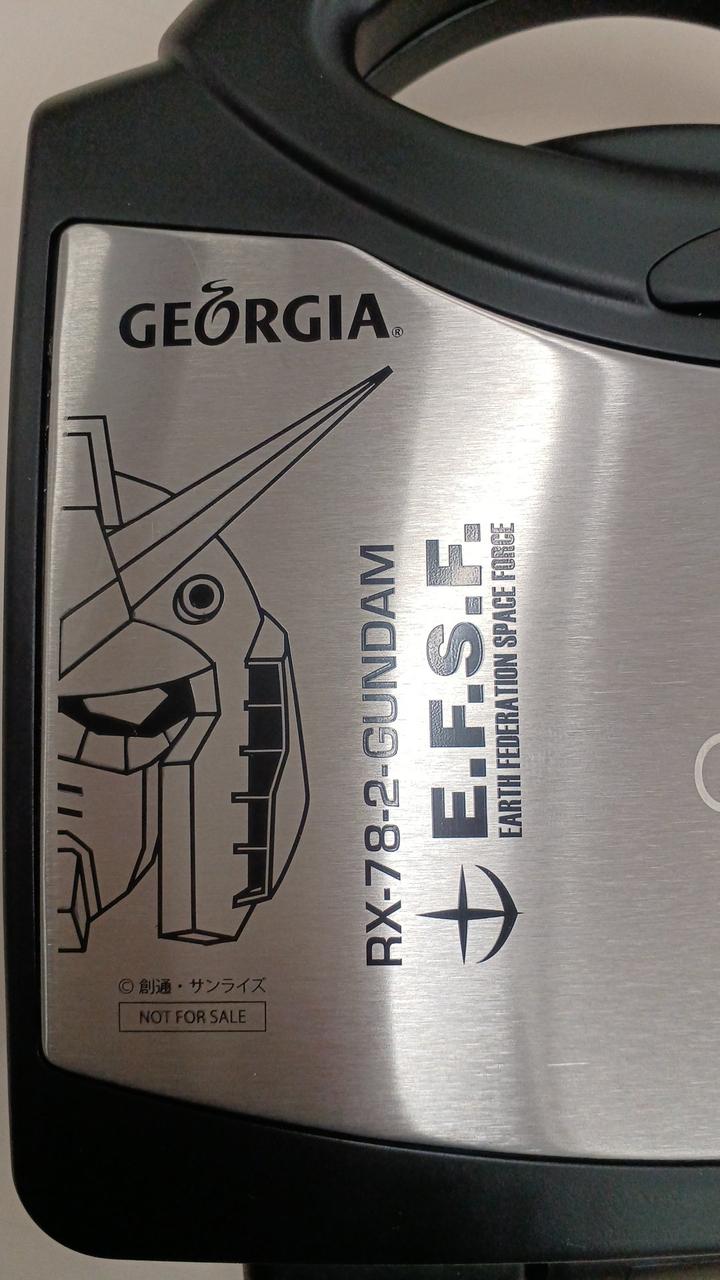 GEORGIA®
RX-78-2-GUNDAM
E.F.S.F.
EARTH FEDERATION SPACE FORCE
© 創通・サンライズ
NOT FOR SALE